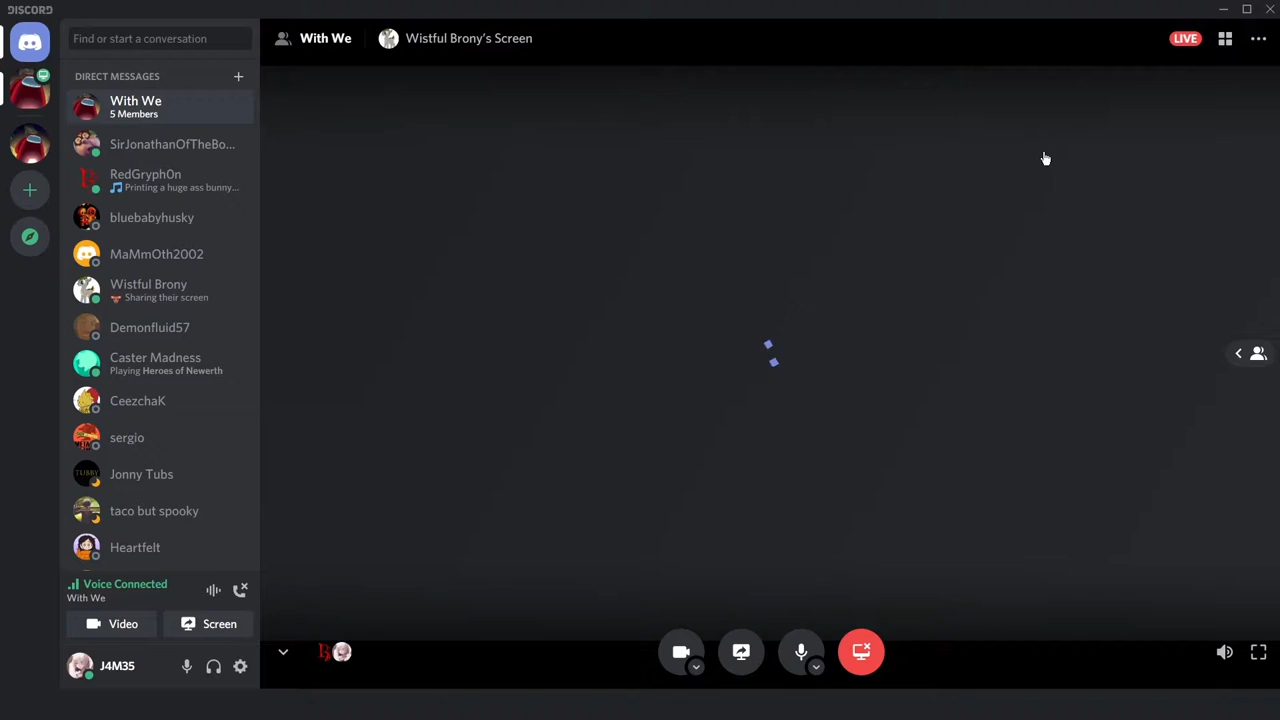 DISCORD
Find or start a conversation
With We
Wistful Brony's Screen
LIVE
DIRECT MESSAGES
With We
5 Members
SirJonathanOfTheBo...
RedGryph0n
Printing a huge ass bunny...
bluebabyhusky
MaMmOth2002
Wistful Brony
Sharing their screen
Demonfluid57
Caster Madness
Playing Heroes of Newerth
CeezchaK
sergio
TUBBY
Jonny Tubs
taco but spooky
Heartfelt
Voice Connected
With We
Video
Screen
J4M35